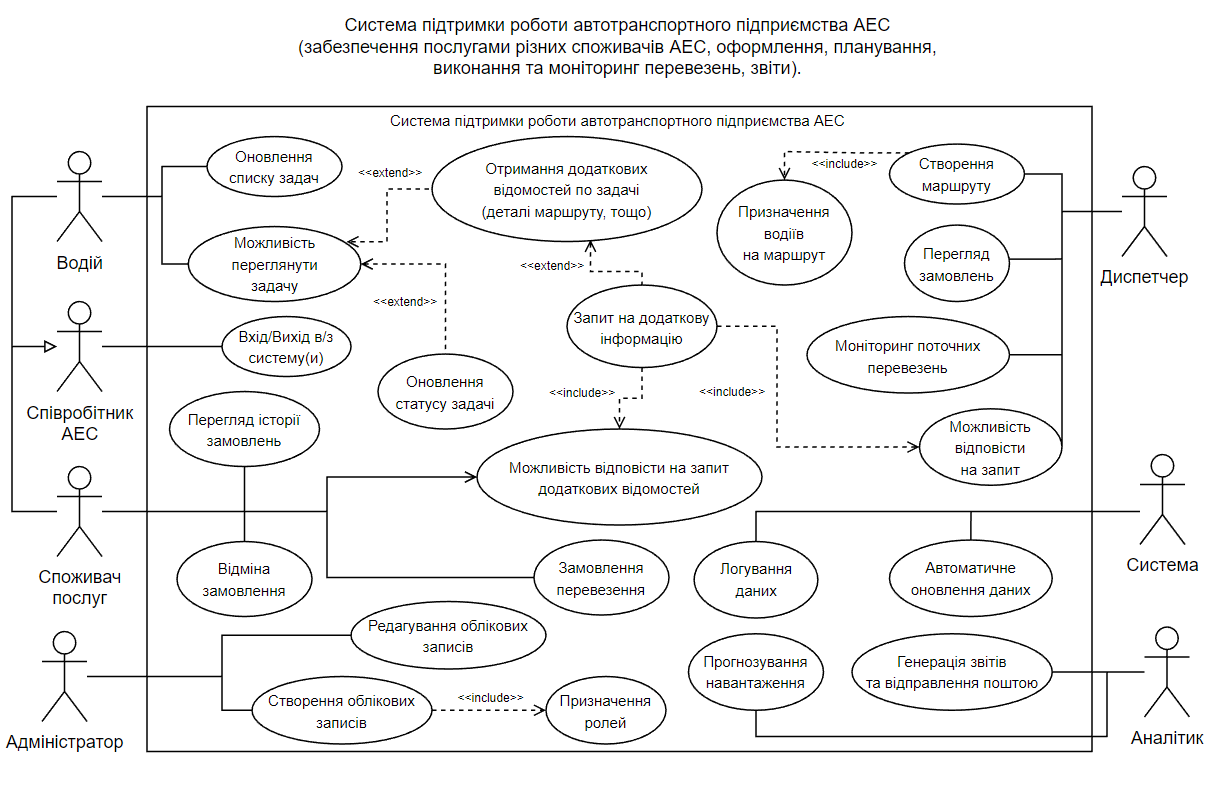 Система підтримки роботи автотранспортного підприємства АЕС
(забезпечення послугами різних споживачів АЕС, оформлення, планування,
виконання та моніторинг перевезень, звіти).
Система підтримки роботи автотранспортного підприємства АЕС
Водій
Оновлення
списку задач
<<extend>>
Отримання додаткових
відомостей по задачі
(деталі маршруту, тощо)
<<include>>
Створення
маршруту
Призначення
водіїв
на маршрут
Диспетчер
Можливість
переглянути
задачу
<<extend>>
Перегляд
замовлень
<<extend>>
Запит на додаткову
інформацію
Співробітник
АЕС
Вхід/Вихід в/з
систему(и)
Моніторинг поточних
перевезень
Оновлення
статусу задачі
<<include>>
<<include>>
Перегляд історії
замовлень
Можливість
відповісти
на запит
Можливість відповісти на запит
додаткових відомостей
Споживач
послуг
Система
Відміна
замовлення
Замовлення
перевезення
Логування
даних
Автоматичне
оновлення даних
Адміністратор
Редагування облікових
записів
Створення облікових
записів
<<include>>
Призначення
ролей
Прогнозування
навантаження
Генерація звітів
та відправлення поштою
Аналітик